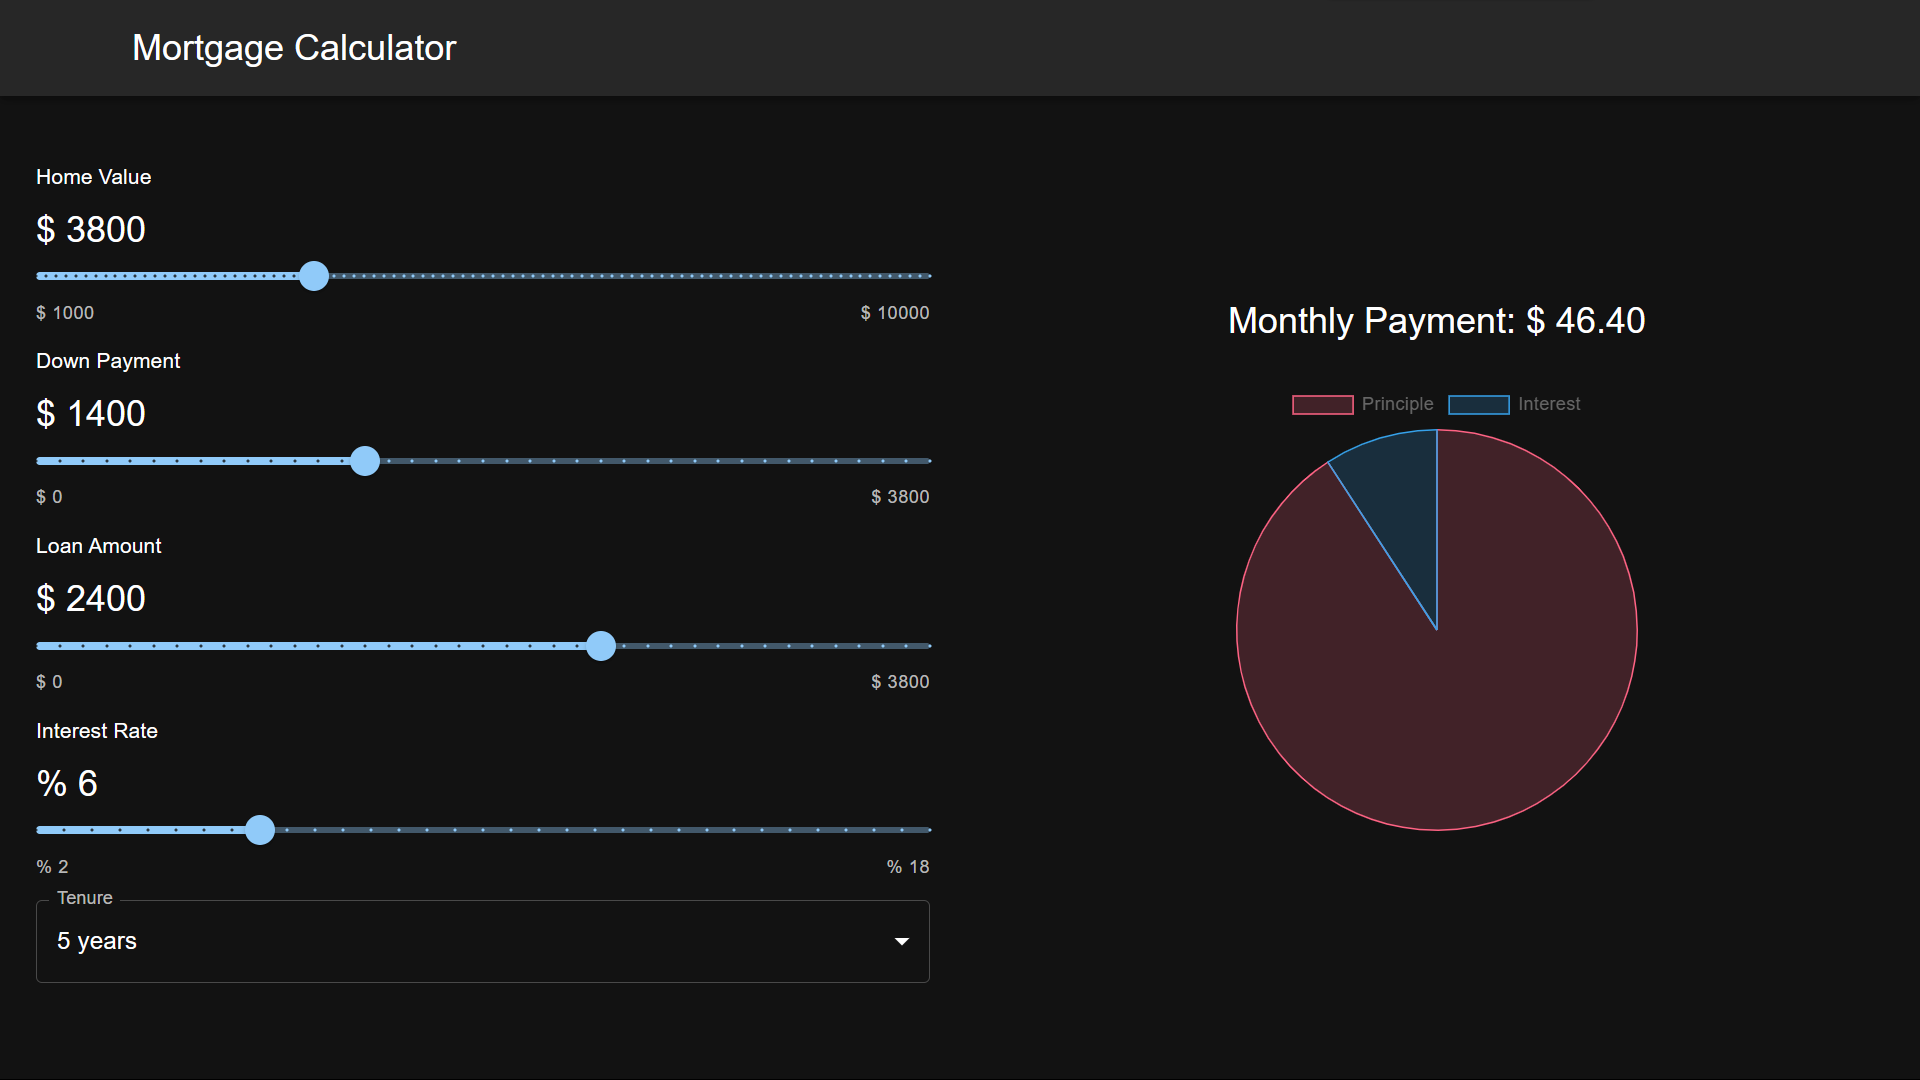 Mortgage Calculator
Home Value
$ 3800
$ 1000 $ 10000
Down Payment
$ 1400
$ 0 $ 3800
Loan Amount
$ 2400
$ 0 $ 3800
Interest Rate
% 6
% 2 % 18
Tenure
5 years
Monthly Payment: $ 46.40
Principle Interest